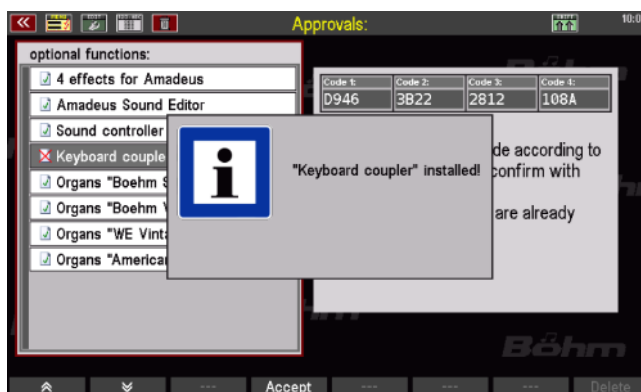 Approvals:
10:0
optional functions:
4 effects for Amadeus
Amadeus Sound Editor
Sound controller
Keyboard couple
Organs "Boehm
Organs "Boehm
Organs "WE Vint
Organs "America
Code 1: Code 2: Code 3: Code 4:
D946 3B22 2812 108A
de according to
confirm with
are already
"Keyboard coupler" installed!
Böhm
Accept --- --- --- --- Delete